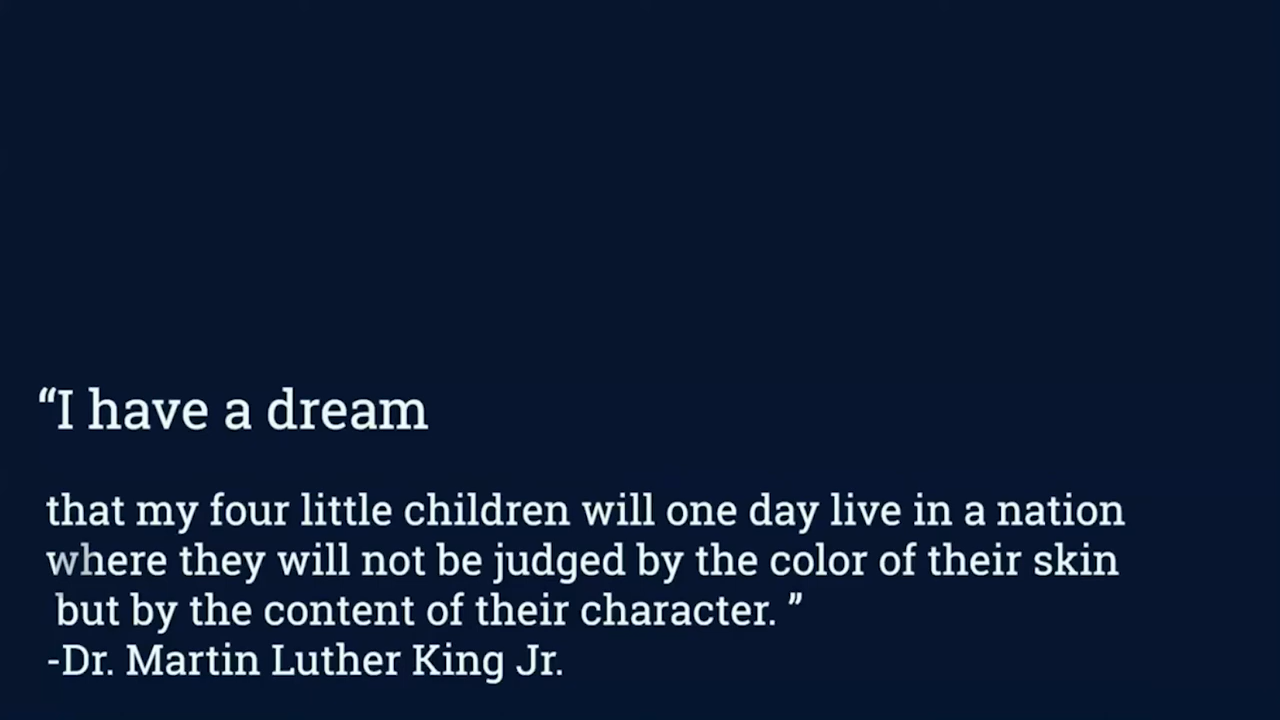 “I have a dream
that my four little children will one day live in a nation
where they will not be judged by the color of their skin
but by the content of their character. ”
-Dr. Martin Luther King Jr.